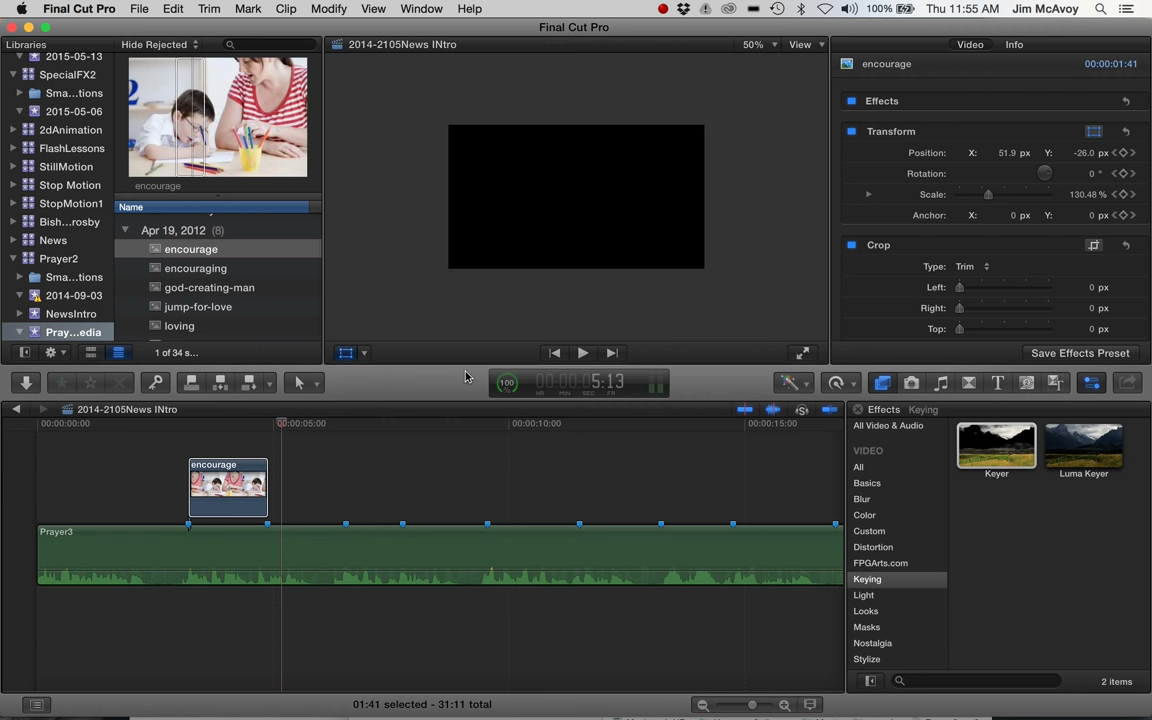 Final Cut Pro File Edit Trim Mark Clip Modify View Window Help 100% Thu 11:55 AM Jim McAvoy
Final Cut Pro
Libraries Hide Rejected 2014-2105News INtro 50% View Video Info
2015-05-13
SpecialFX2
Sma...tions
2015-05-06
2dAnimation
FlashLessons
StillMotion
Stop Motion
StopMotion1
Bish...rosby
News
Prayer2
Sma...tions
2014-09-03
NewsIntro
Pray...edia
2
encourage
Name
Apr 19, 2012 (8)
encourage
encouraging
god-creating-man
jump-for-love
loving
1 of 34 s...
encourage 00:00:01:41
Effects
Transform
Position: X: 51.9 px Y: -26.0 px
Rotation: 0 °
Scale: 130.48 %
Anchor: X: 0 px Y: 0 px
Crop
Type: Trim
Left: 0 px
Right: 0 px
Top: 0 px
Save Effects Preset
100 00:00:05:13
HR MIN SEC FR
2014-2105News INtro
00:00:00:00 00:00:05:00 00:00:10:00 00:00:15:00
encourage
Prayer3
Effects Keying
All Video & Audio
VIDEO
All
Basics
Blur
Color
Custom
Distortion
FPGArts.com
Keying
Light
Looks
Masks
Nostalgia
Stylize
Keyer Luma Keyer
2 items
01:41 selected - 31:11 total